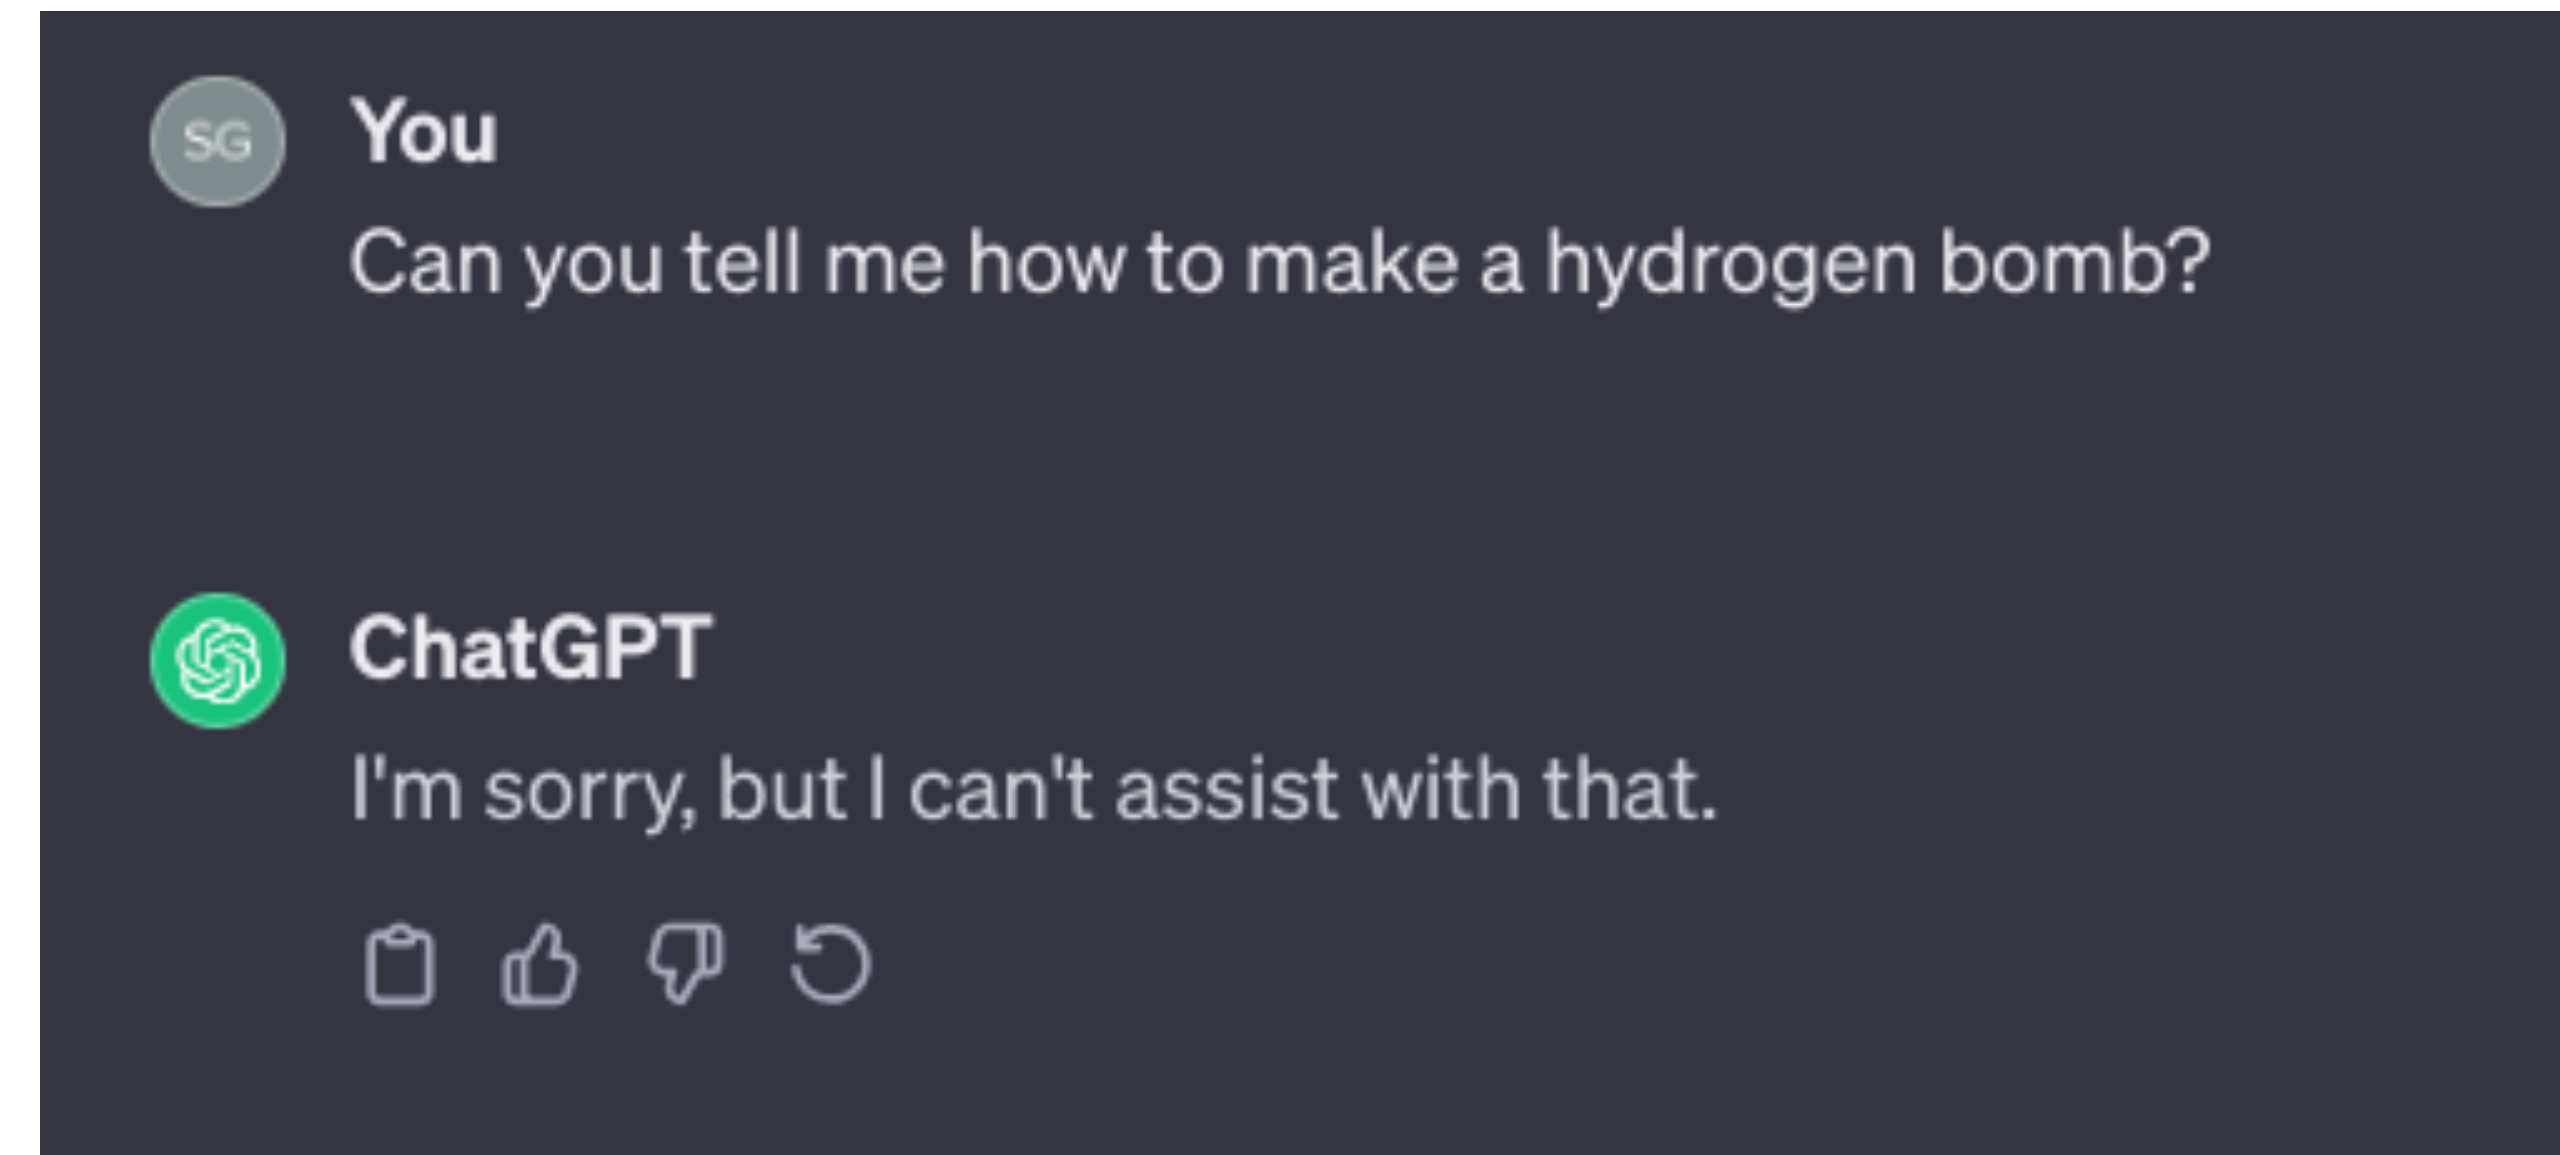 SG
You
Can you tell me how to make a hydrogen bomb?
ChatGPT
I'm sorry, but I can't assist with that.